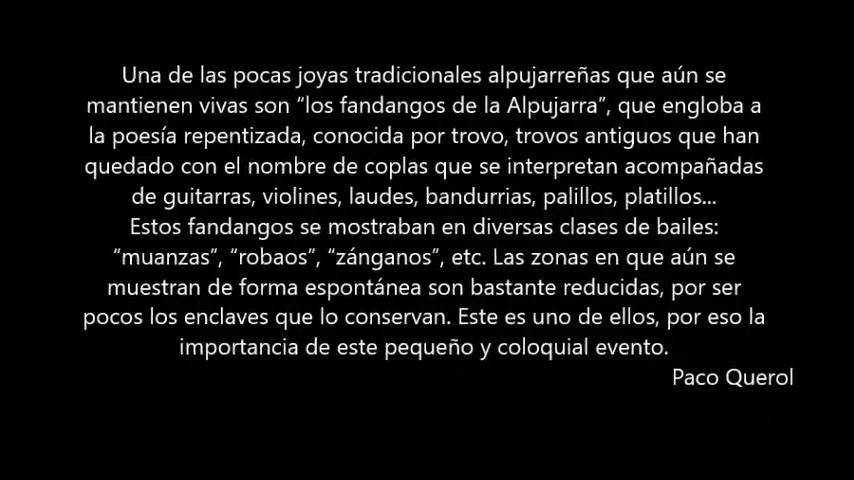 Una de las pocas joyas tradicionales alpujarreñas que aún se
mantienen vivas son “los fandangos de la Alpujarra”, que engloba a
la poesía repentizada, conocida por trovo, trovos antiguos que han
quedado con el nombre de coplas que se interpretan acompañadas
de guitarras, violines, laudes, bandurrias, palillos, platillos...
Estos fandangos se mostraban en diversas clases de bailes:
“muanzas”, “robaos”, “zánganos”, etc. Las zonas en que aún se
muestran de forma espontánea son bastante reducidas, por ser
pocos los enclaves que lo conservan. Este es uno de ellos, por eso la
importancia de este pequeño y coloquial evento.
Paco Querol